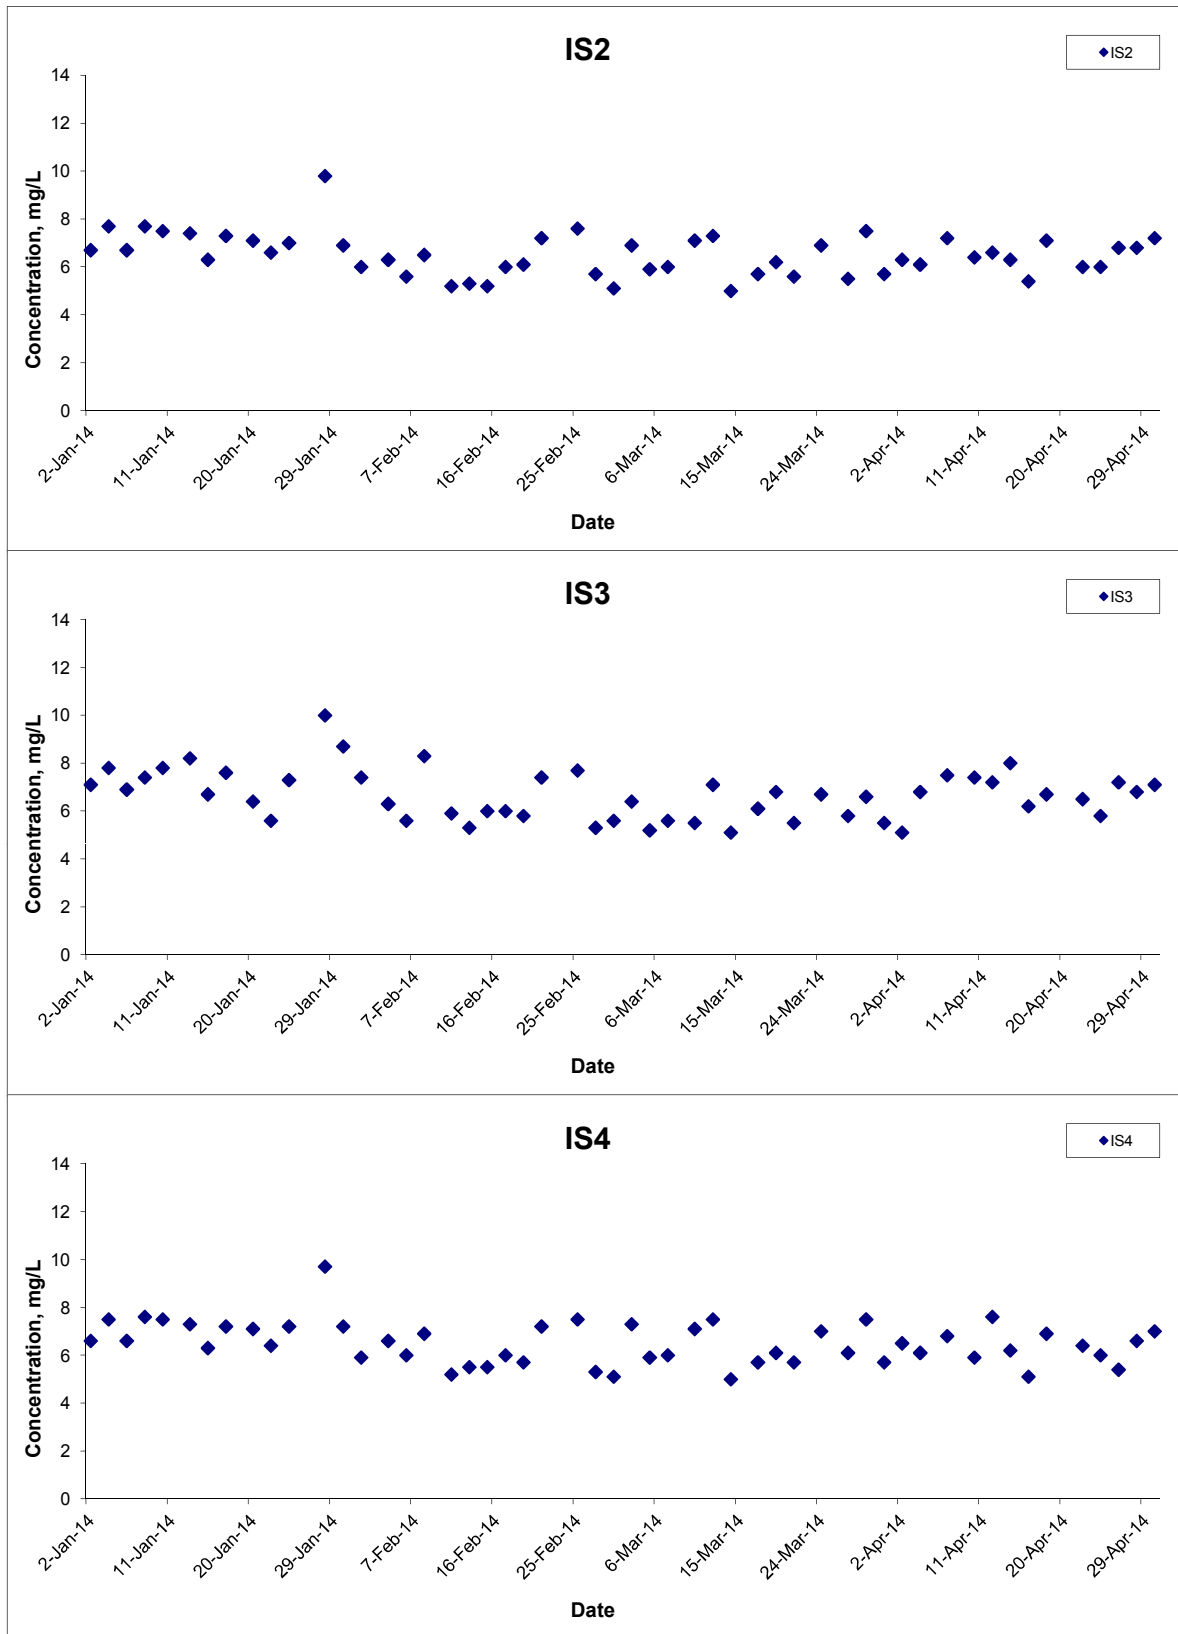 IS2
IS2
Concentration, mg/L
14
12
10
8
6
4
2
0
2-Jan-14
11-Jan-14
20-Jan-14
29-Jan-14
7-Feb-14
16-Feb-14
25-Feb-14
6-Mar-14
15-Mar-14
24-Mar-14
2-Apr-14
11-Apr-14
20-Apr-14
29-Apr-14
Date
IS3
IS3
Concentration, mg/L
14
12
10
8
6
4
2
0
2-Jan-14
11-Jan-14
20-Jan-14
29-Jan-14
7-Feb-14
16-Feb-14
25-Feb-14
6-Mar-14
15-Mar-14
24-Mar-14
2-Apr-14
11-Apr-14
20-Apr-14
29-Apr-14
Date
IS4
IS4
Concentration, mg/L
14
12
10
8
6
4
2
0
2-Jan-14
11-Jan-14
20-Jan-14
29-Jan-14
7-Feb-14
16-Feb-14
25-Feb-14
6-Mar-14
15-Mar-14
24-Mar-14
2-Apr-14
11-Apr-14
20-Apr-14
29-Apr-14
Date